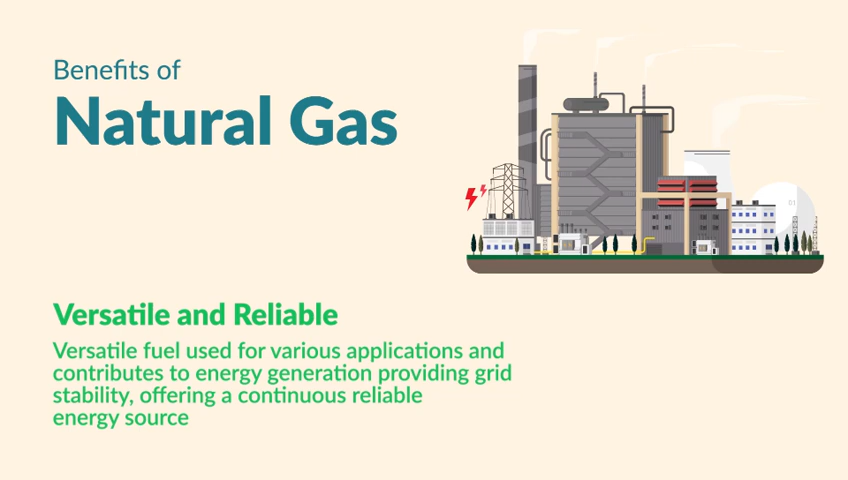 Benefits of
Natural Gas
Versatile and Reliable
Versatile fuel used for various applications and
contributes to energy generation providing grid
stability, offering a continuous reliable
energy source